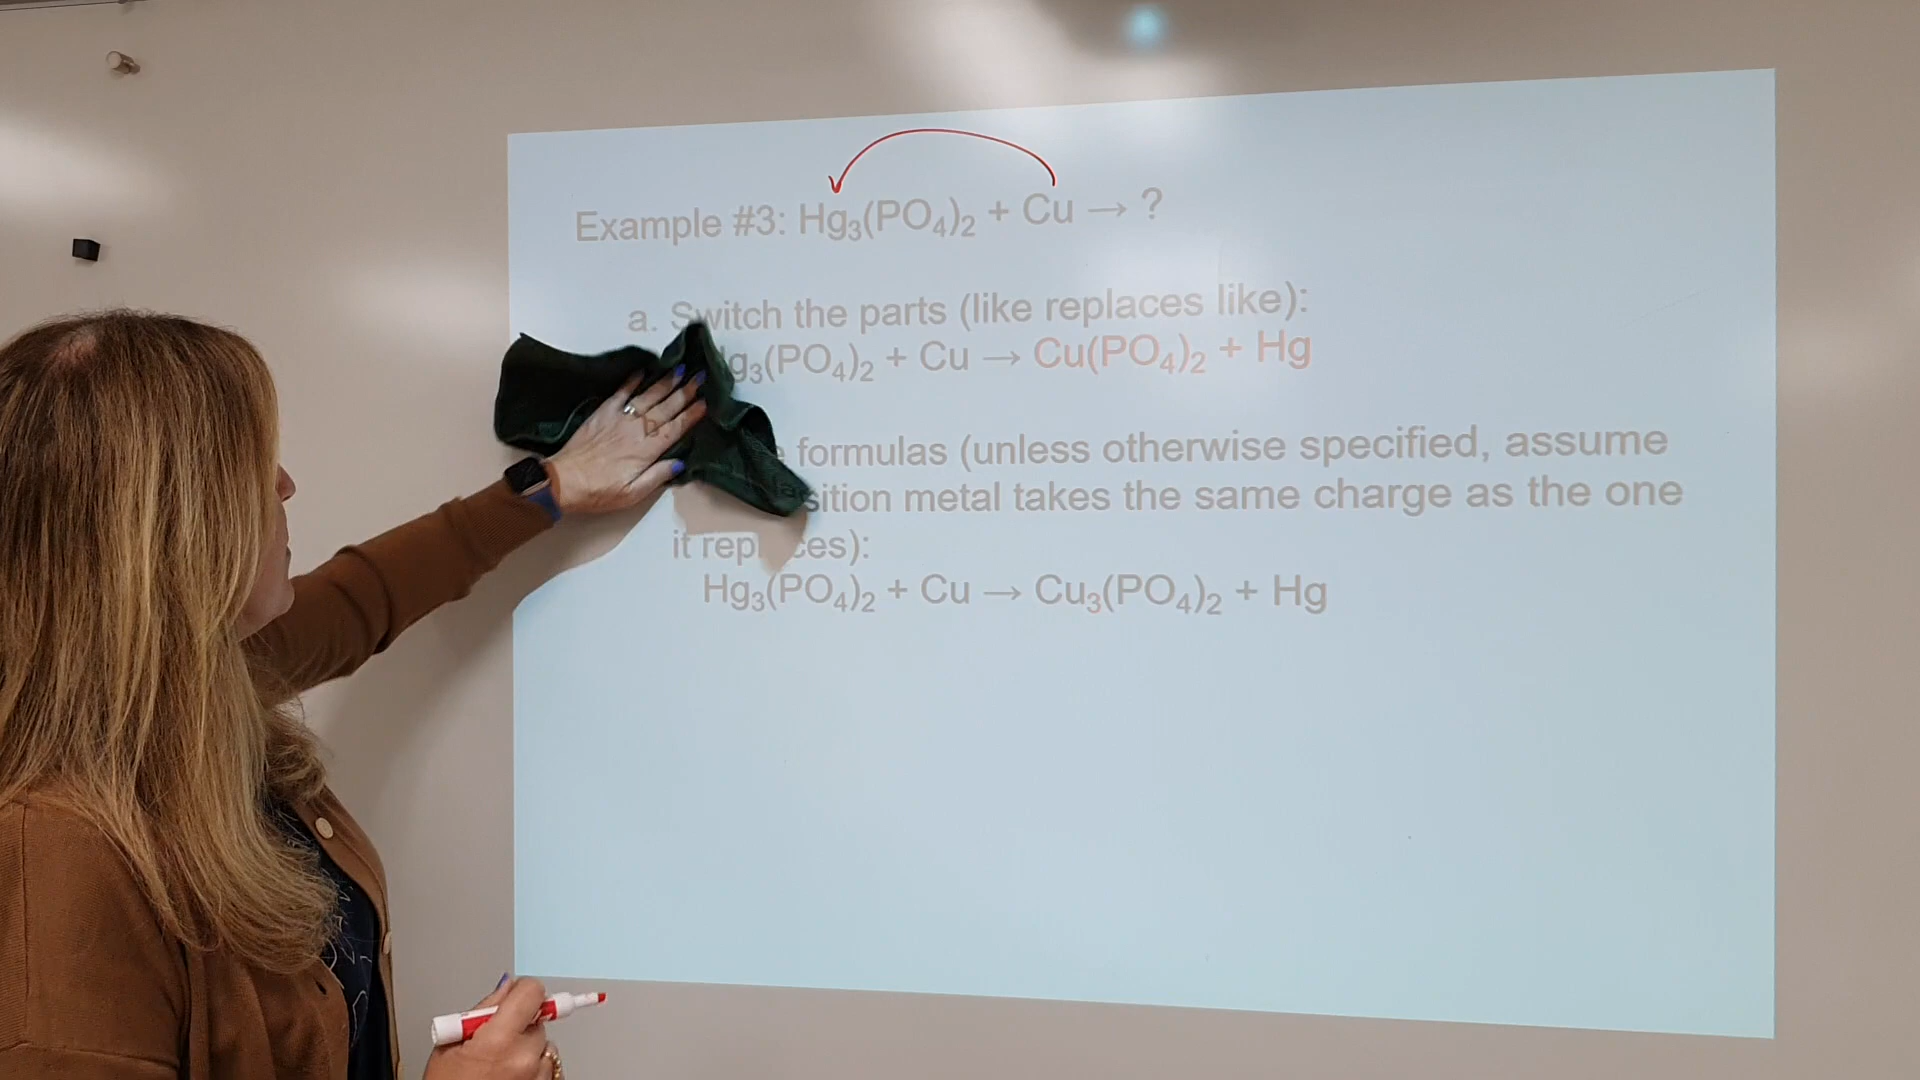 Example #3: Hg₃(PO₄)₂ + Cu → ?
a. Switch the parts (like replaces like):
g₃(PO₄)₂ + Cu → Cu(PO₄)₂ + Hg
formulas (unless otherwise specified, assume
sition metal takes the same charge as the one
it rep ces):
Hg₃(PO₄)₂ + Cu → Cu₃(PO₄)₂ + Hg